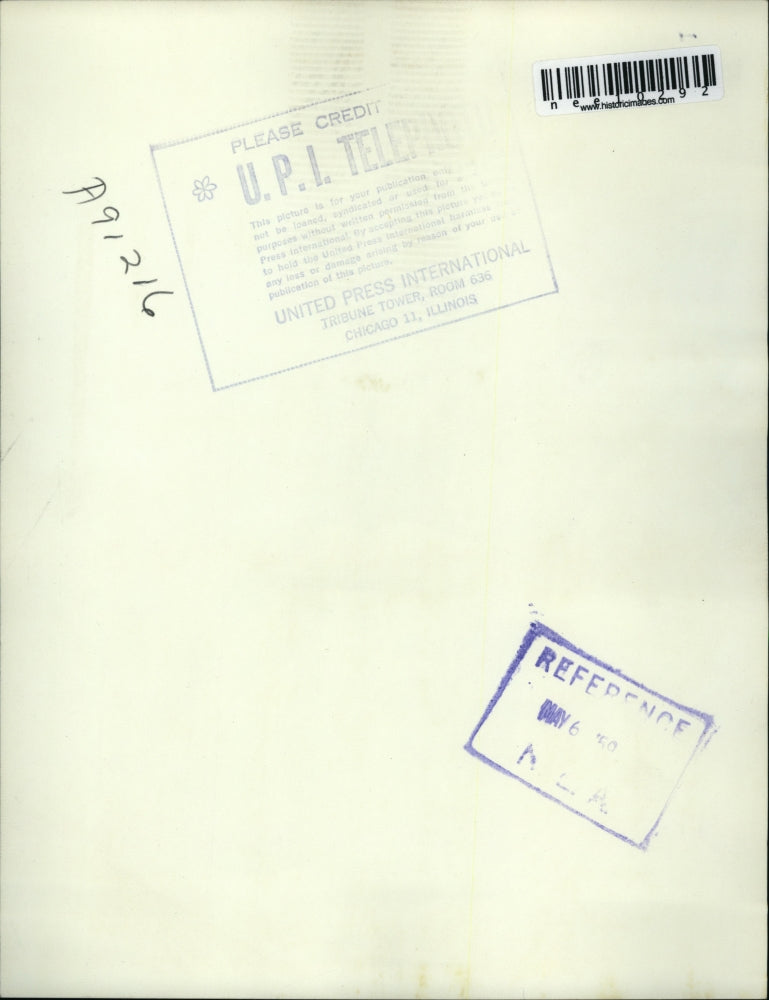 nee10292
www.historicimages.com
PLEASE CREDIT
U.P.I.
This picture is for your publication only
not be loaned, syndicated or used for
purposes without written permission from the
Press International. By accepting this picture
to hold the United Press International harmless
any loss or damage arising by reason of your
publication of this picture.
UNITED PRESS INTERNATIONAL
TRIBUNE TOWER, ROOM 636
CHICAGO 11, ILLINOIS
A91216
REFERENCE
MAY 6